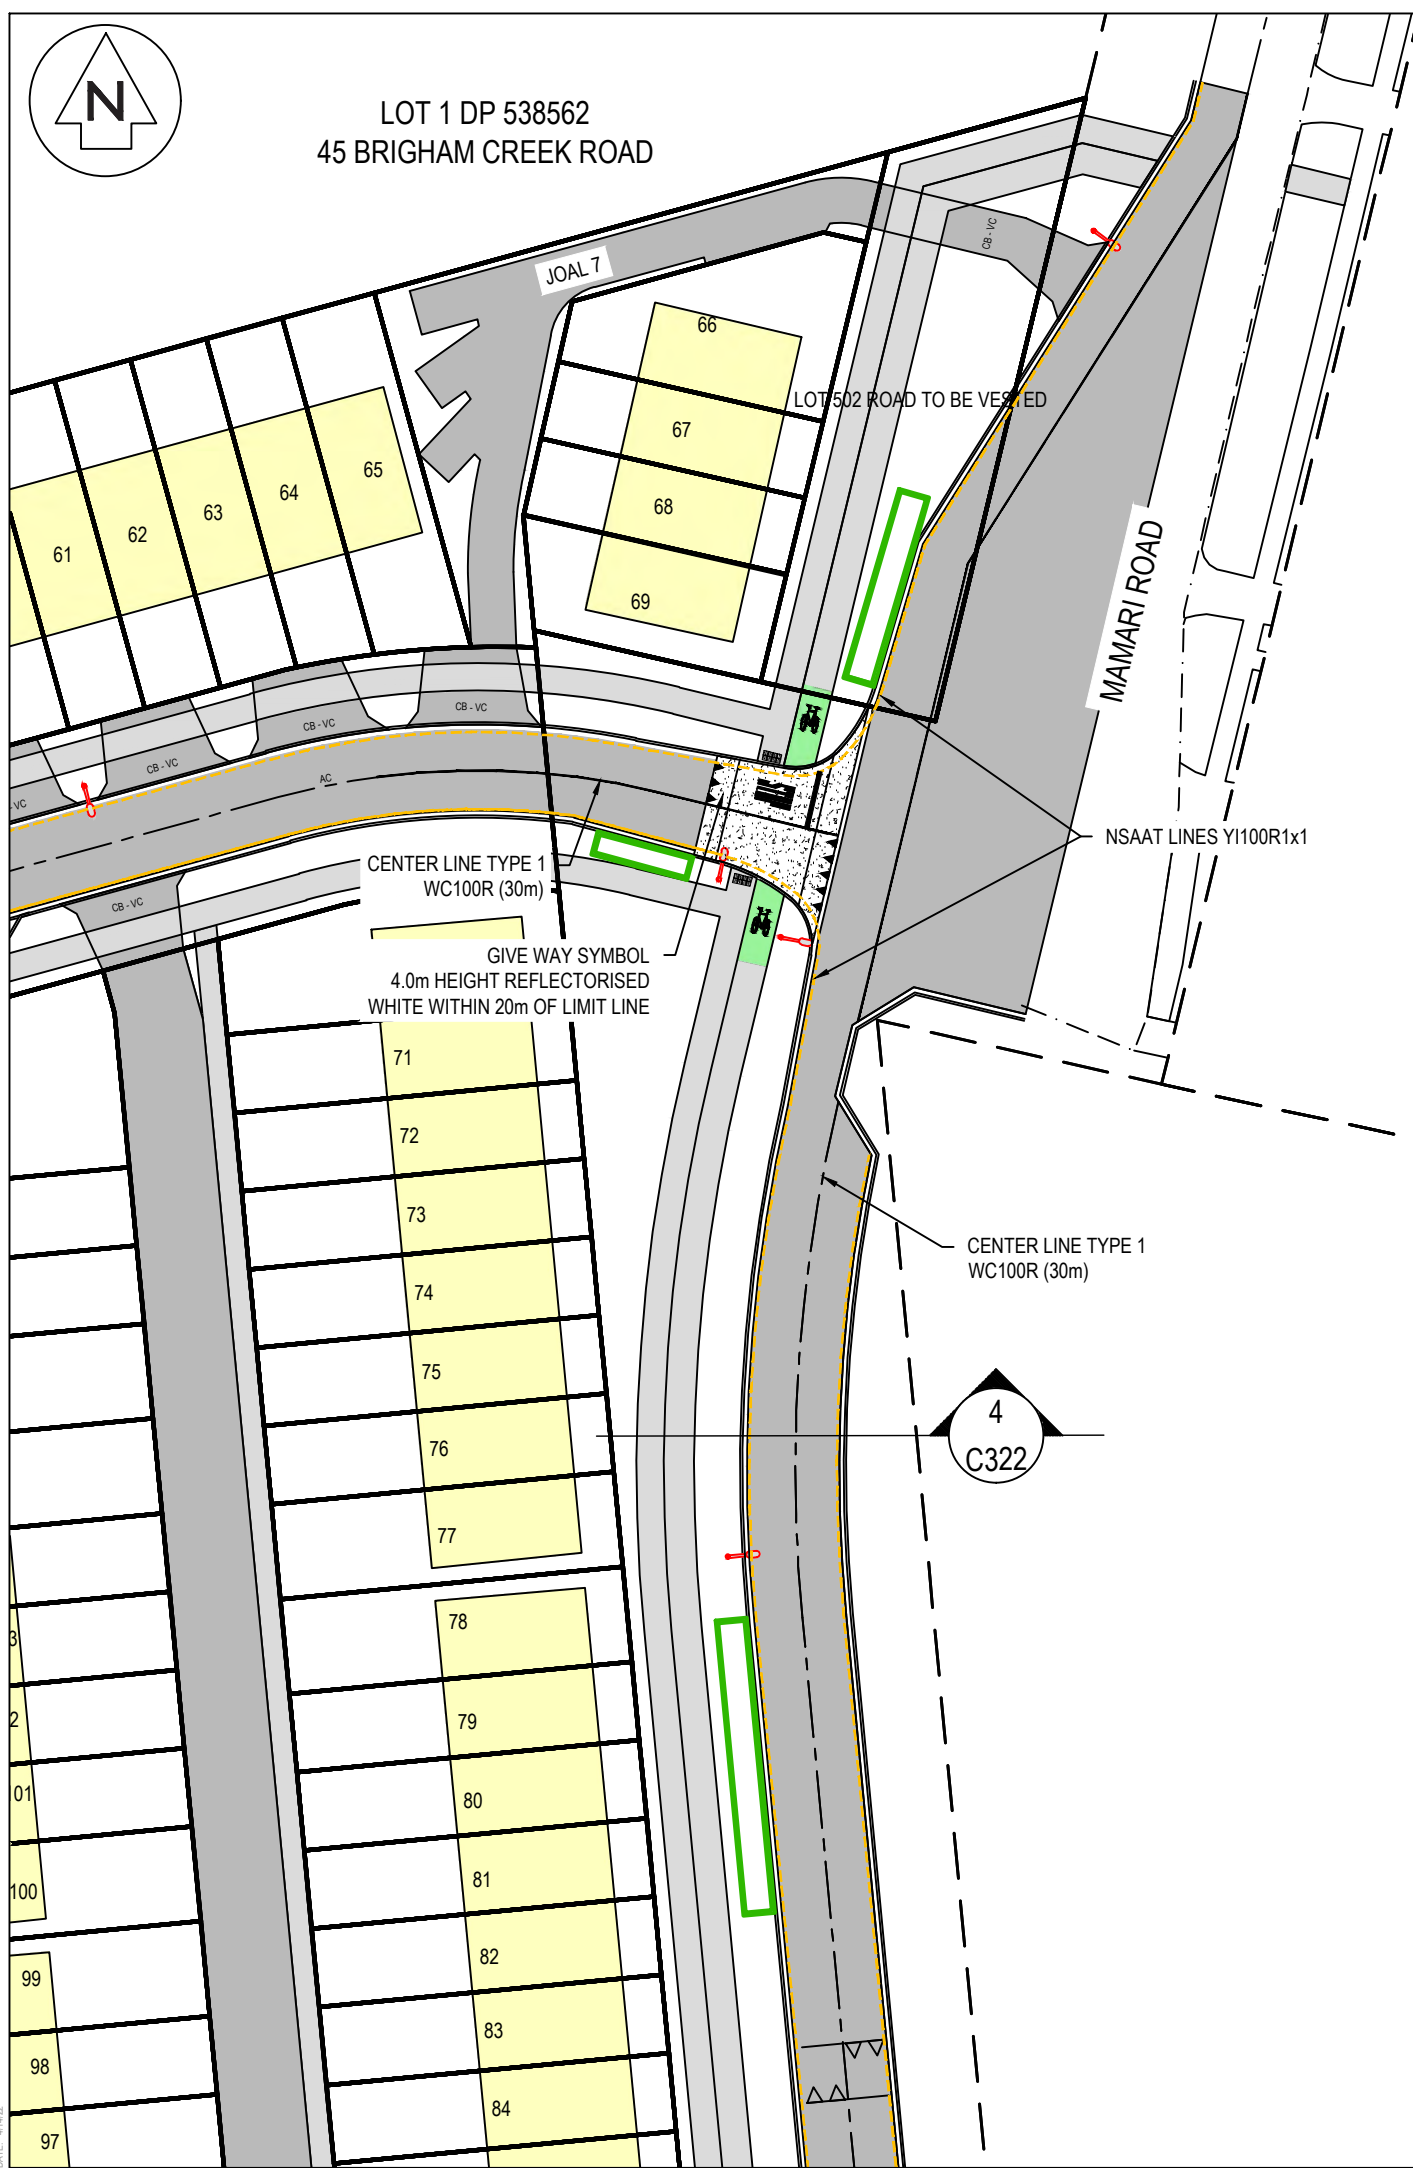 N
LOT 1 DP 538562
45 BRIGHAM CREEK ROAD
JOAL 7
CB - VC
66
LOT 502 ROAD TO BE VESTED
67
65
64
68
63
62
61
69
MAMARI ROAD
CB - VC
CB - VC
CB - VC
AC
- VC
NSAAT LINES YI100R1x1
CENTER LINE TYPE 1
WC100R (30m)
CB - VC
GIVE WAY SYMBOL
4.0m HEIGHT REFLECTORISED
WHITE WITHIN 20m OF LIMIT LINE
71
72
73
CENTER LINE TYPE 1
WC100R (30m)
74
75
4
C322
76
77
78
3
79
2
80
101
81
100
82
99
83
98
84
97